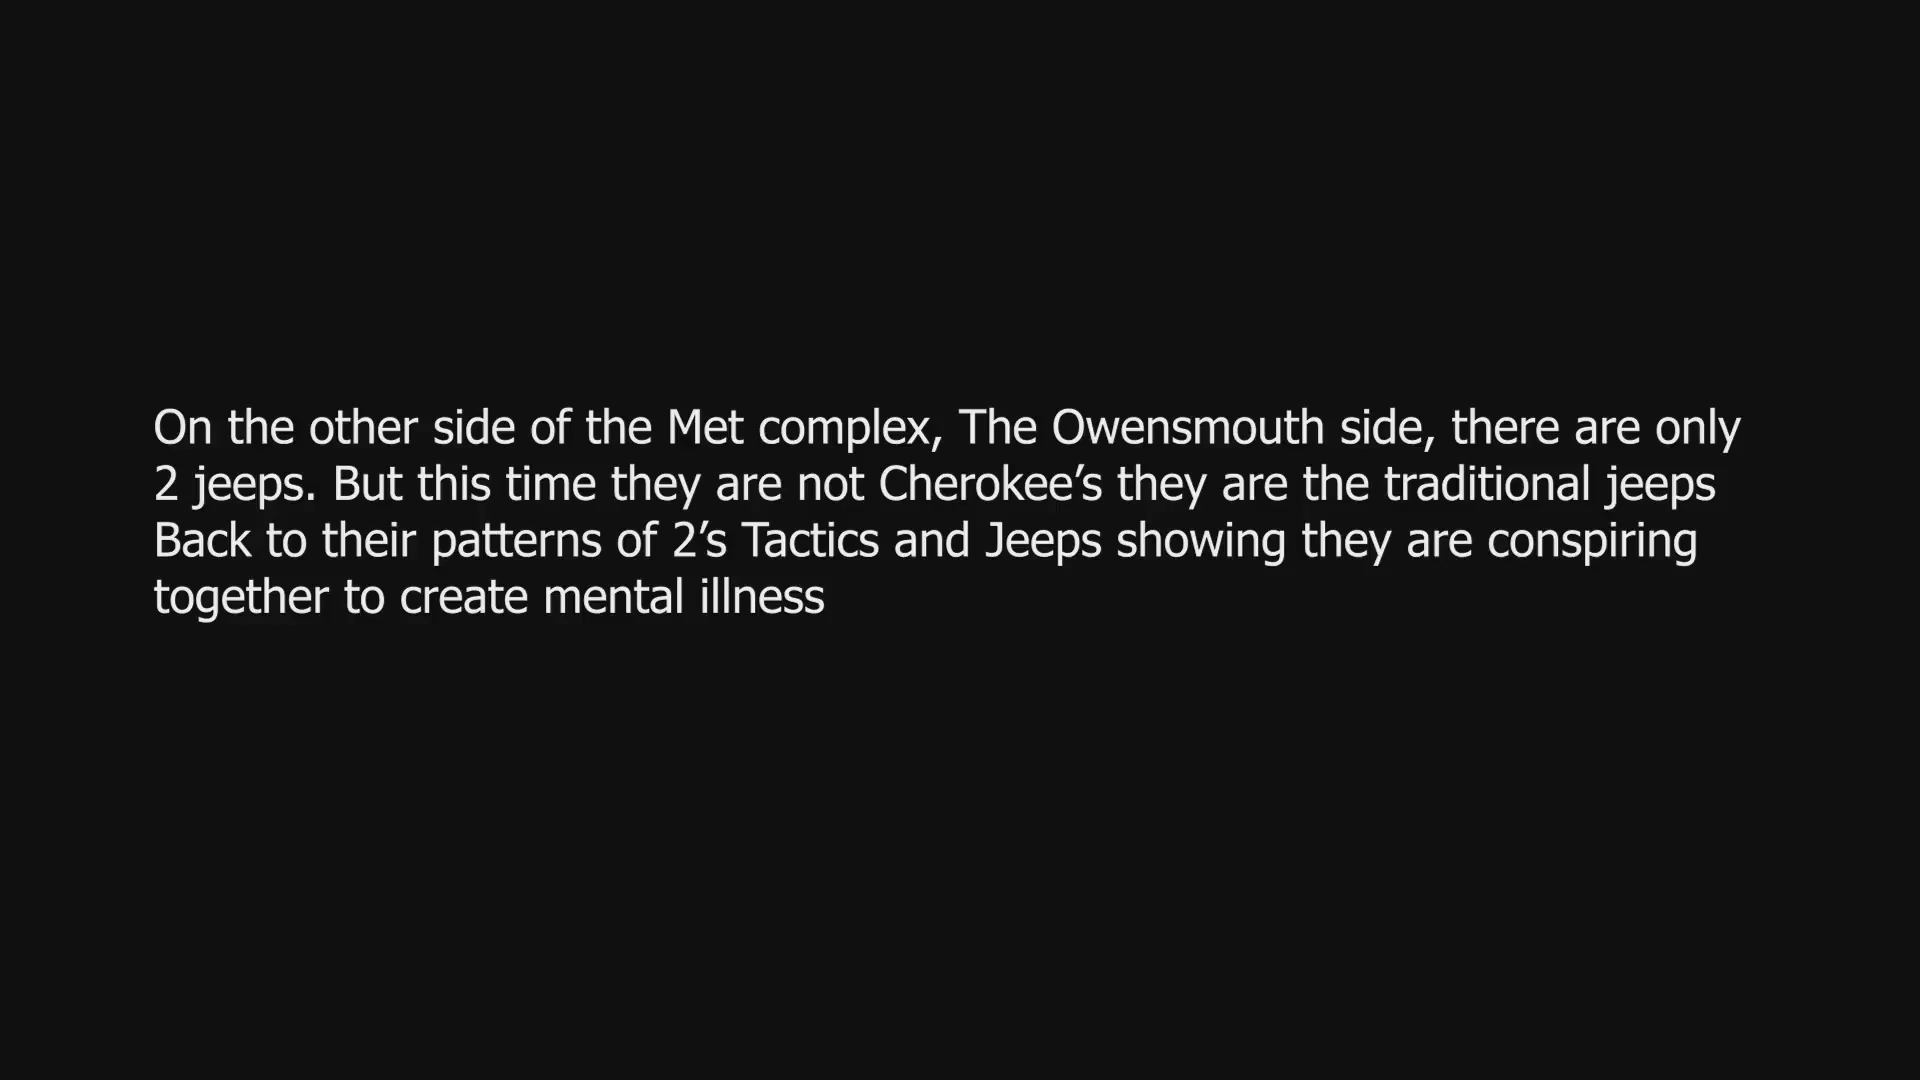 On the other side of the Met complex, The Owensmouth side, there are only
2 jeeps. But this time they are not Cherokee’s they are the traditional jeeps
Back to their patterns of 2’s Tactics and Jeeps showing they are conspiring
together to create mental illness